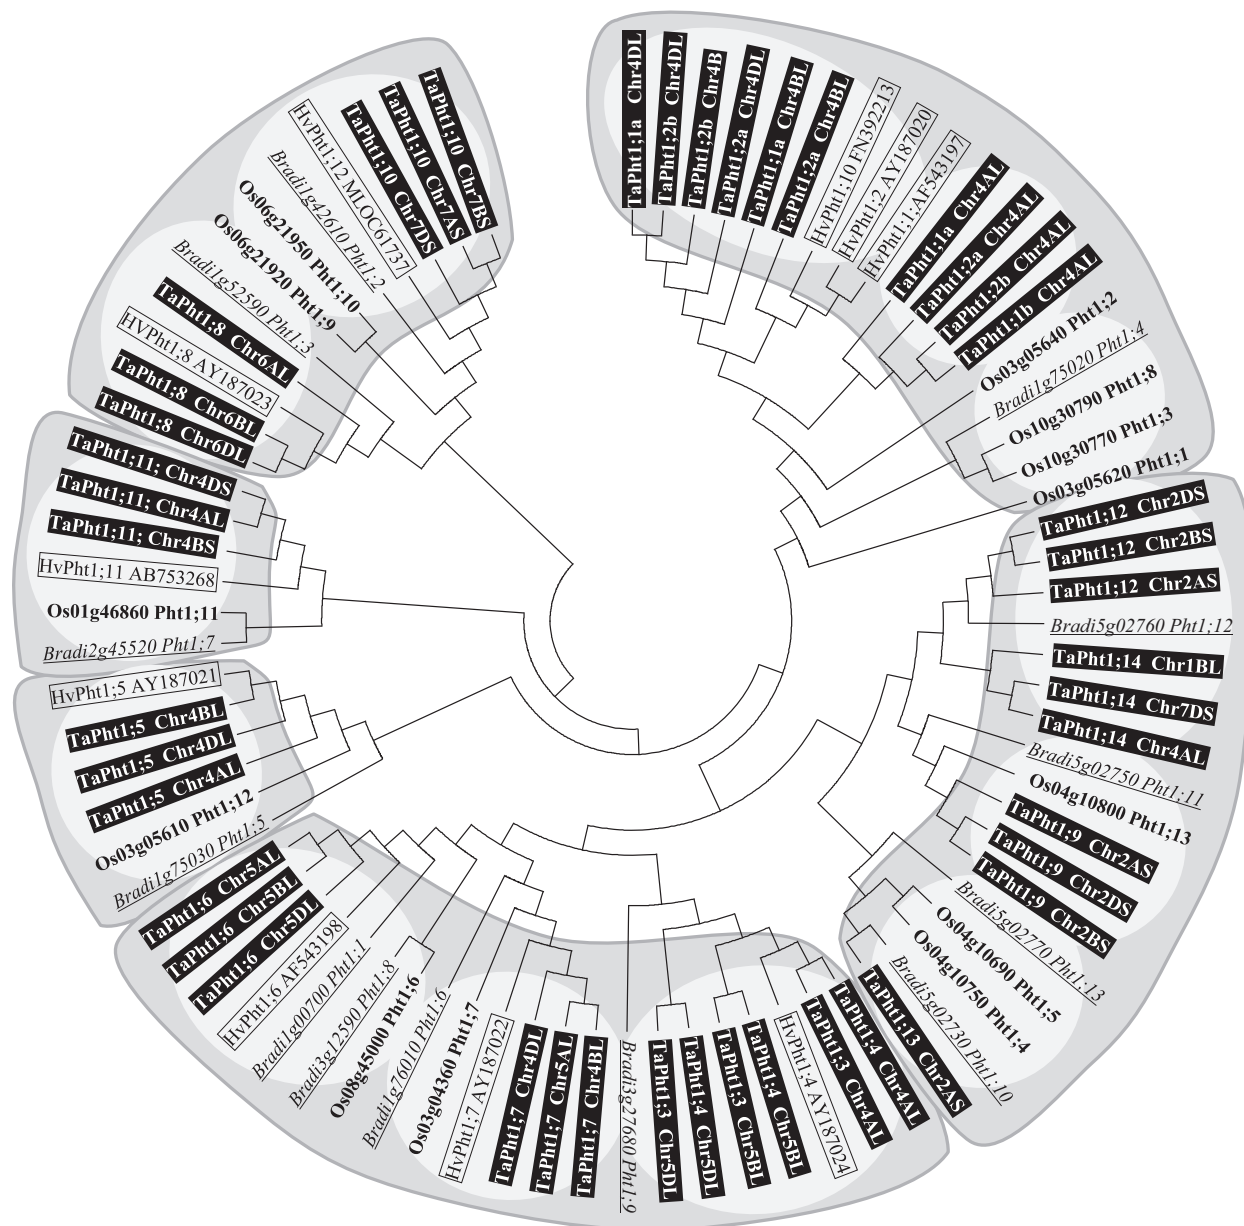 TaPht1;1a Chr4DL
TaPht1;2b Chr4DL
TaPht1;2b Chr4B
TaPht1;2a Chr4DL
TaPht1;1a Chr4BL
TaPht1;2a Chr4BL
HvPht1;10 FN392213
HvPht1;2 AY187020
HvPht1;1;AF543197
TaPht1;1a Chr4AL
TaPht1;2a Chr4AL
TaPht1;2b Chr4AL
TaPht1;1b Chr4AL
Os03g05640 Pht1;2
Bradi1g75020 Pht1;4
Os10g30790 Pht1;8
Os10g30770 Pht1;3
Os03g05620 Pht1;1
TaPht1;12 Chr2DS
TaPht1;12 Chr2BS
TaPht1;12 Chr2AS
Bradi5g02760 Pht1;12
TaPht1;14 Chr1BL
TaPht1;14 Chr7DS
TaPht1;14 Chr4AL
Bradi5g02750 Pht1;11
Os04g10800 Pht1;13
TaPht1;9 Chr2AS
TaPht1;9 Chr2DS
TaPht1;9 Chr2BS
Bradi5g02770 Pht1;13
Os04g10690 Pht1;5
Os04g10750 Pht1;4
Bradi5g02730 Pht1;10
TaPht1;13 Chr2AS
TaPht1;4 Chr4AL
TaPht1;3 Chr4AL
HvPht1;4 AY187024
TaPht1;4 Chr5BL
TaPht1;3 Chr5BL
TaPht1;4 Chr5DL
TaPht1;3 Chr5DL
Bradi3g27680 Pht1;9
TaPht1;7 Chr4BL
TaPht1;7 Chr5AL
TaPht1;7 Chr4DL
HvPht1;7 AY187022
Os03g04360 Pht1;7
Bradi1g76010 Pht1;6
Os08g45000 Pht1;6
Bradi3g12590 Pht1;8
Bradi1g00700 Pht1;1
HvPht1;6 AF543198
TaPht1;6 Chr5DL
TaPht1;6 Chr5BL
TaPht1;6 Chr5AL
Bradi1g75030 Pht1;5
Os03g05610 Pht1;12
TaPht1;5 Chr4AL
TaPht1;5 Chr4DL
TaPht1;5 Chr4BL
HvPht1;5 AY187021
Bradi2g45520 Pht1;7
Os01g46860 Pht1;11
HvPht1;11 AB753268
TaPht1;11; Chr4BS
TaPht1;11; Chr4AL
TaPht1;11; Chr4DS
TaPht1;8 Chr6DL
TaPht1;8 Chr6BL
HVPht1;8 AY187023
TaPht1;8 Chr6AL
Bradi1g52590 Pht1;3
Os06g21920 Pht1;9
Os06g21950 Pht1;10
Bradi1g42610 Pht1;2
HvPht1;12 MLOC61737
TaPht1;10 Chr7DS
TaPht1;10 Chr7AS
TaPht1;10 Chr7BS